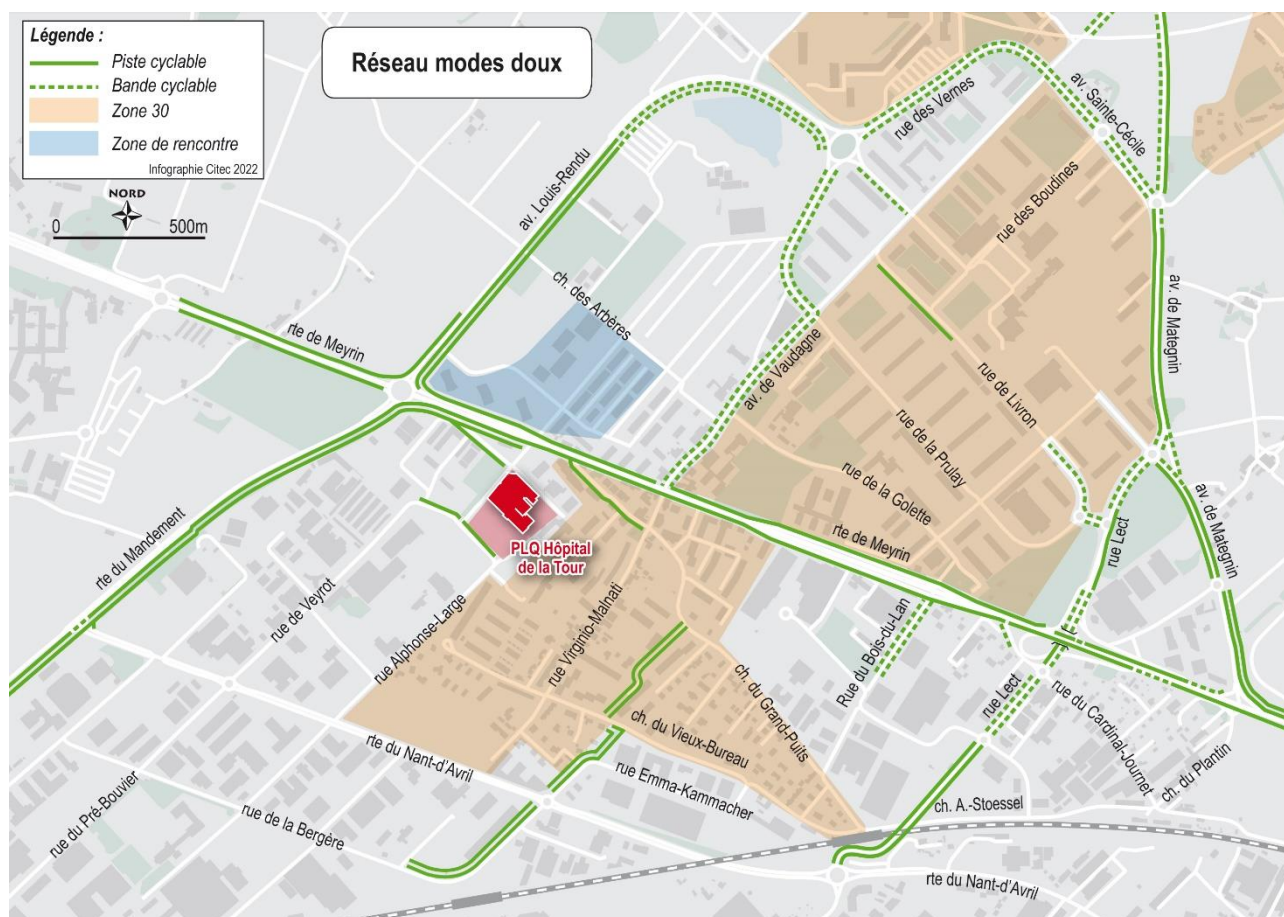 Légende :
Piste cyclable
Bande cyclable
Zone 30
Zone de rencontre
Infographie Citec 2022
Réseau modes doux
NORD
0 500m
rue des Vernes
av. Sainte-Cécile
av. Louis-Rendu
rue des Boudines
ch. des Arbères
av. de Mategnin
rte de Meyrin
av. de Vaudagne
rue de Livron
rue de la Prulay
rue de la Golette
rte de Meyrin
av. de Mategnin
rue Lect
PLQ Hôpital
de la Tour
rte du Mandement
rue de Veyrot
rue Alphonse-Large
rue Virginio-Malnati
Rue du Bois-du-Lan
ch. du Grand-Puits
rue Lect
rue du Cardinal-Journet
ch. du Plantin
ch. du Vieux-Bureau
rte du Nant-d'Avril
rue Emma-Kammacher
rue du Pré-Bouvier
rue de la Bergère
ch. A.-Stoessel
rte du Nant-d'Avril